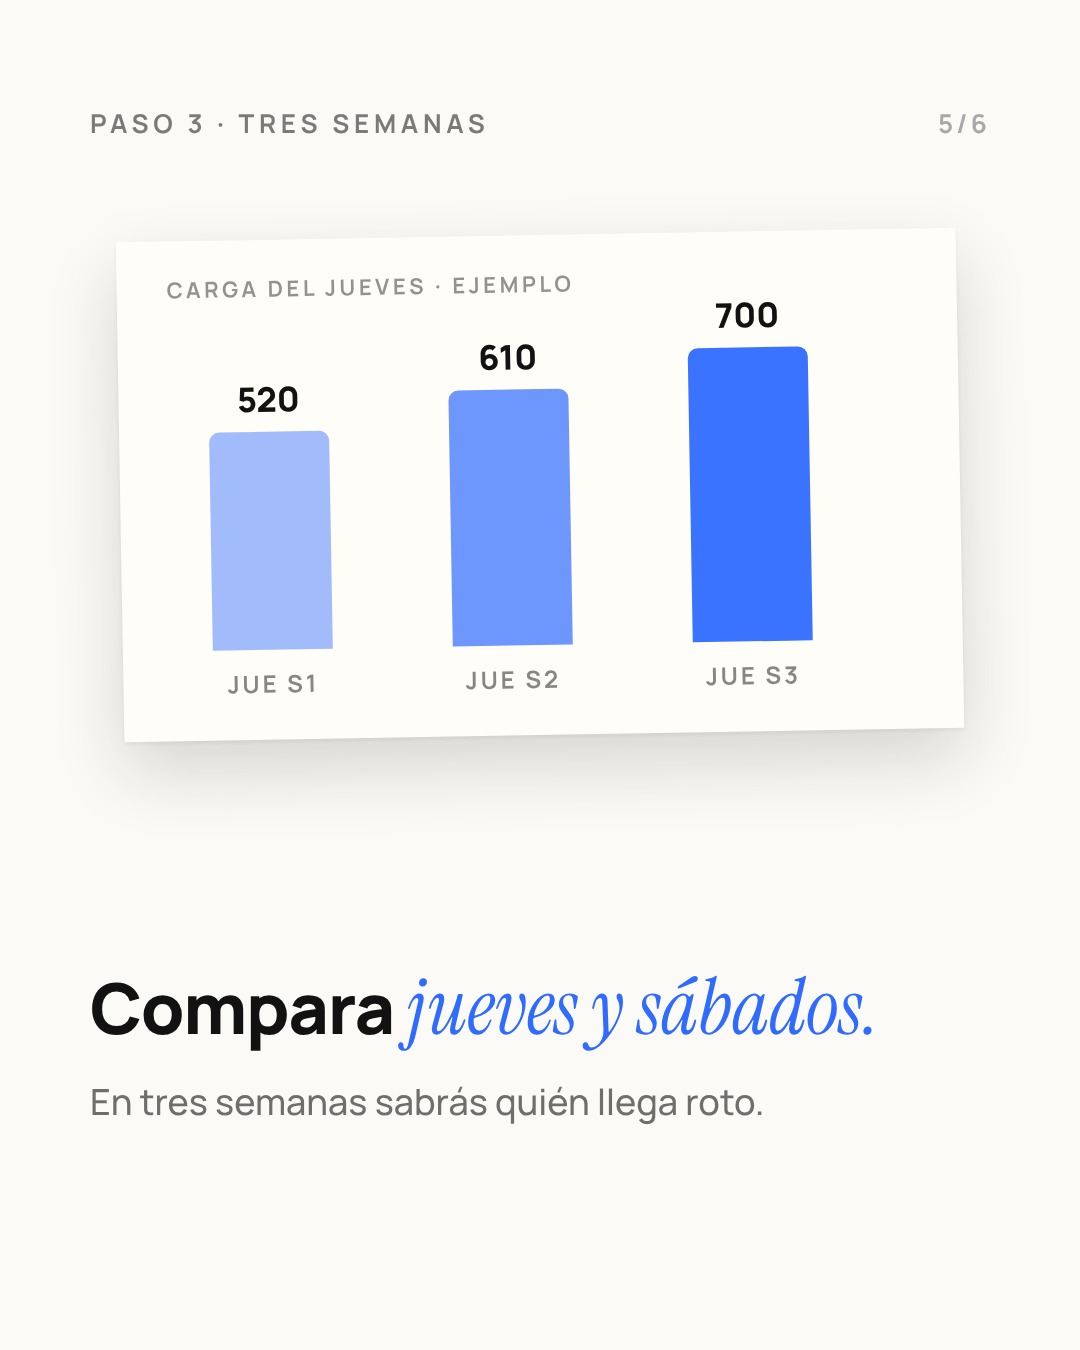 PASO 3 · TRES SEMANAS
5/6
CARGA DEL JUEVES · EJEMPLO
520
610
700
JUE S1
JUE S2
JUE S3
Compara jueves y sábados.
En tres semanas sabrás quién llega roto.